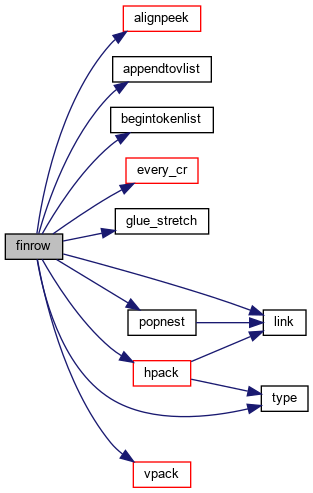 alignpeek
appendtovlist
begintokenlist
every_cr
glue_stretch
finrow
popnest
link
hpack
type
vpack